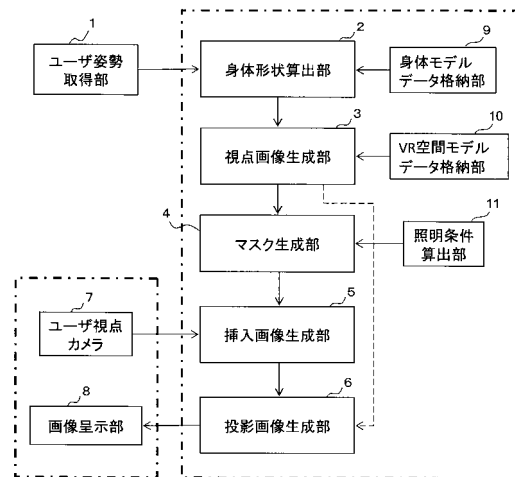 1
ユーザ姿勢
取得部
2
身体形状算出部
9
身体モデル
データ格納部
3
視点画像生成部
10
VR空間モデル
データ格納部
4
マスク生成部
11
照明条件
算出部
7
ユーザ視点
カメラ
5
挿入画像生成部
8
画像呈示部
6
投影画像生成部